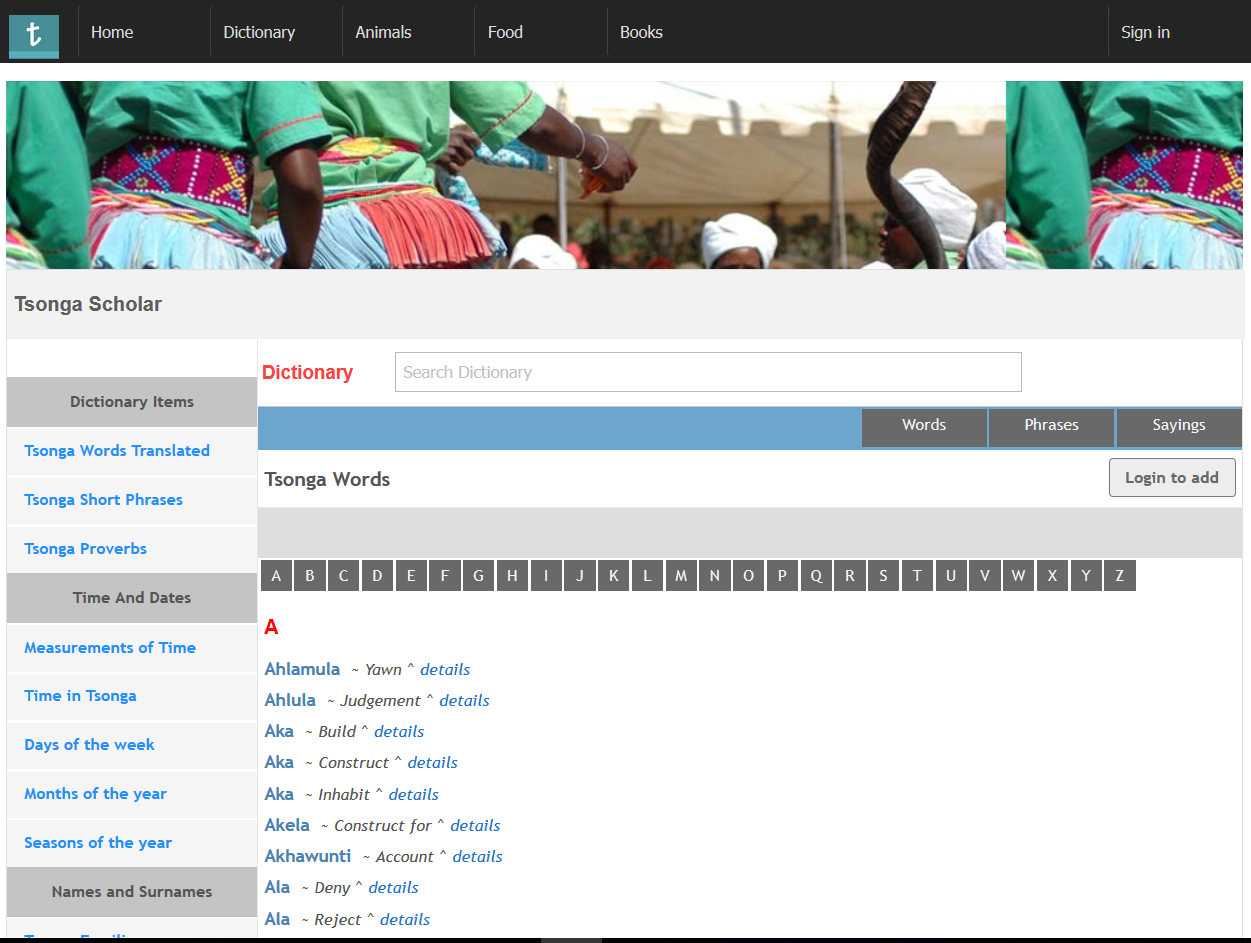 t
Home
Dictionary
Animals
Food
Books
Sign in
Tsonga Scholar
Dictionary Items
Tsonga Words Translated
Tsonga Short Phrases
Tsonga Proverbs
Time And Dates
Measurements of Time
Time in Tsonga
Days of the week
Months of the year
Seasons of the year
Names and Surnames
Dictionary
Search Dictionary
Words
Phrases
Sayings
Tsonga Words
Login to add
A B C D E F G H I J K L M N O P Q R S T U V W X Y Z
A
Ahlamula ~ Yawn ^ details
Ahlula ~ Judgement ^ details
Aka ~ Build ^ details
Aka ~ Construct ^ details
Aka ~ Inhabit ^ details
Akela ~ Construct for ^ details
Akhawunti ~ Account ^ details
Ala ~ Deny ^ details
Ala ~ Reject ^ details